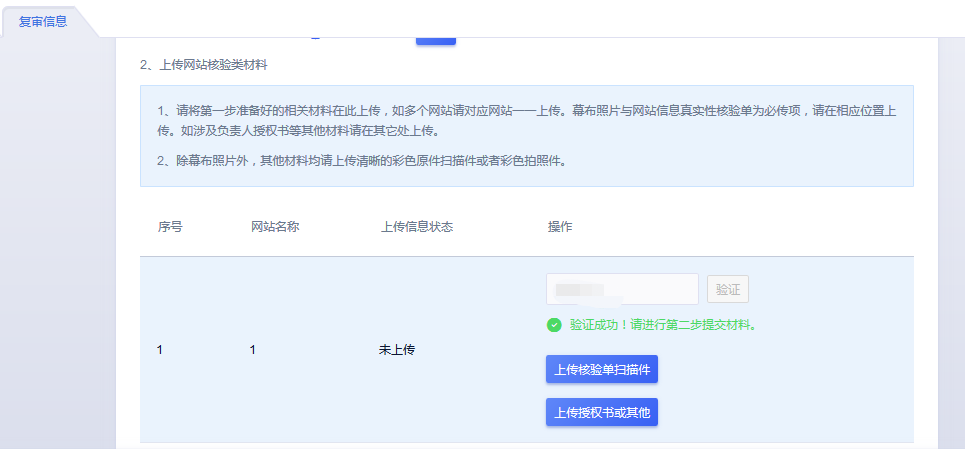 复审信息
2、上传网站核验类材料
1、请将第一步准备好的相关材料在此上传，如多个网站请对应网站一一上传。幕布照片与网站信息真实性核验单为必传项，请在相应位置上
传。如涉及负责人授权书等其他材料请在其它处上传。
2、除幕布照片外，其他材料均请上传清晰的彩色原件扫描件或者彩色拍照件。
序号 网站名称 上传信息状态 操作
验证
验证成功！请进行第二步提交材料。
1 1 未上传
上传核验单扫描件
上传授权书或其他